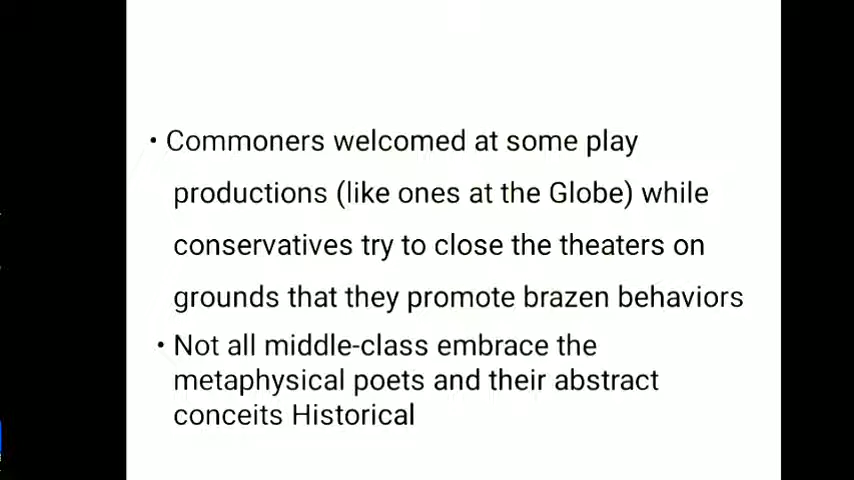 • Commoners welcomed at some play
productions (like ones at the Globe) while
conservatives try to close the theaters on
grounds that they promote brazen behaviors
• Not all middle-class embrace the
metaphysical poets and their abstract
conceits Historical